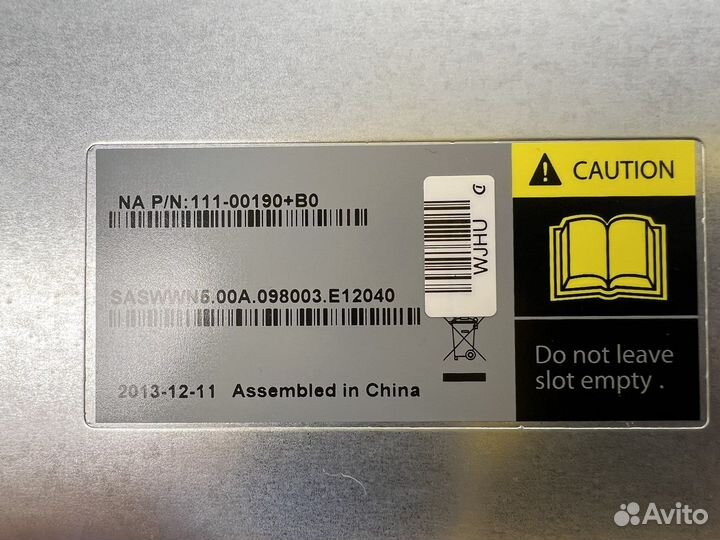 NA P/N:111-00190+B0
SASWWN5.00A.098003.E12040
2013-12-11 Assembled in China
WJHU
CAUTION
Do not leave
slot empty .
Avito